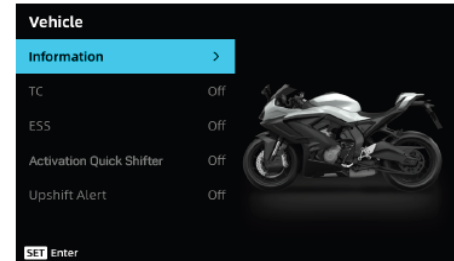 Vehicle
Information >
TC Off
ESS Off
Activation Quick Shifter Off
Upshift Alert Off
SET Enter